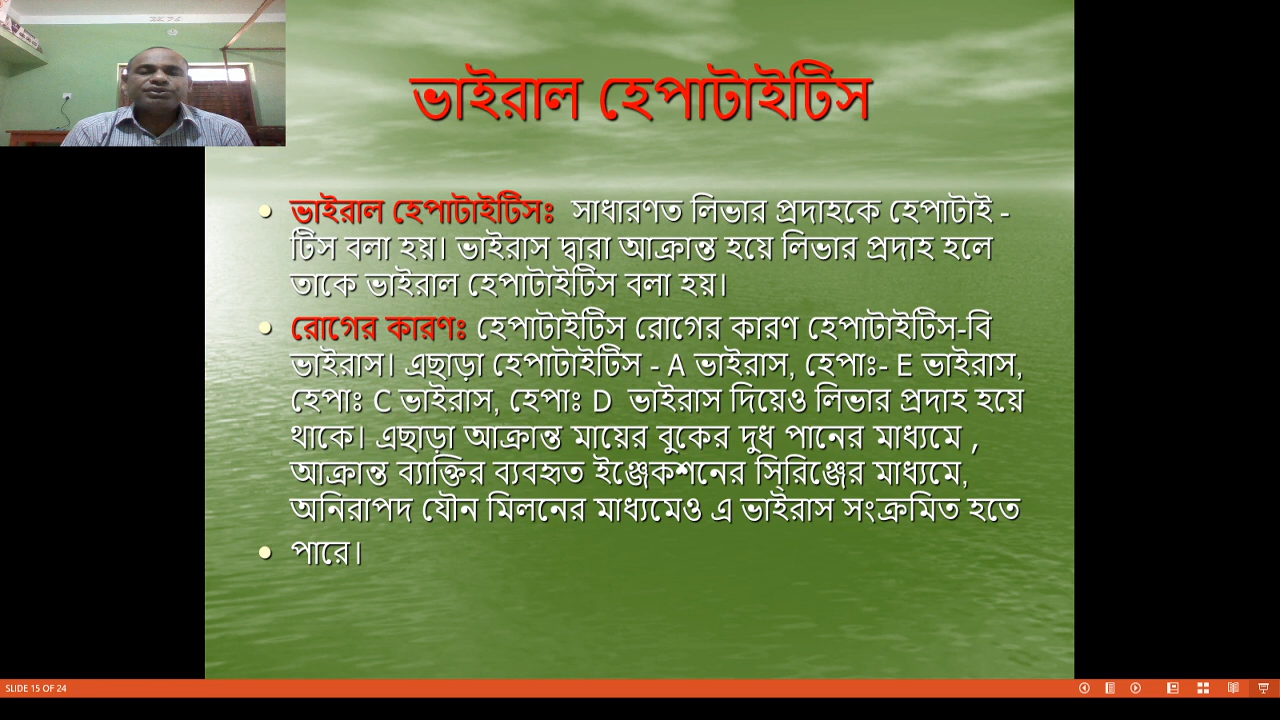 ভাইরাল হেপাটাইটিস
• ভাইরাল হেপাটাইটিসঃ সাধারণত লিভার প্রদাহকে হেপাটাই -
টিস বলা হয়। ভাইরাস দ্বারা আক্রান্ত হয়ে লিভার প্রদাহ হলে
তাকে ভাইরাল হেপাটাইটিস বলা হয়।
• রোগের কারণঃ হেপাটাইটিস রোগের কারণ হেপাটাইটিস-বি
ভাইরাস। এছাড়া হেপাটাইটিস - A ভাইরাস, হেপাঃ- E ভাইরাস,
হেপাঃ C ভাইরাস, হেপাঃ D ভাইরাস দিয়েও লিভার প্রদাহ হয়ে
থাকে। এছাড়া আক্রান্ত মায়ের বুকের দুধ পানের মাধ্যমে ,
আক্রান্ত ব্যাক্তির ব্যবহৃত ইঞ্জেকশনের সিরিঞ্জের মাধ্যমে,
অনিরাপদ যৌন মিলনের মাধ্যমেও এ ভাইরাস সংক্রমিত হতে
• পারে।
SLIDE 15 OF 24